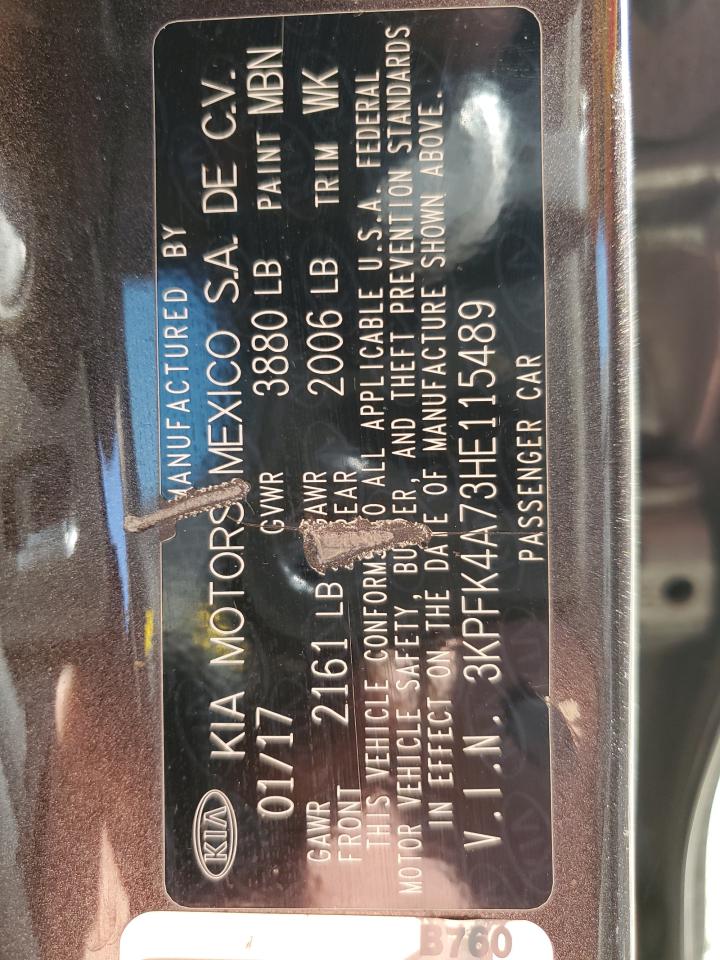 MANUFACTURED BY
KIA KIA MOTORS MEXICO S.A. DE C.V.
01/17 GVWR 3880 LB PAINT MBN
GAWR FRONT 2161 LB GAWR REAR 2006 LB TRIM WK
THIS VEHICLE CONFORMS TO ALL APPLICABLE U.S.A. FEDERAL
MOTOR VEHICLE SAFETY, BUMPER, AND THEFT PREVENTION STANDARDS
IN EFFECT ON THE DATE OF MANUFACTURE SHOWN ABOVE.
V.I.N. 3KPFK4A73HE115489
PASSENGER CAR
B760